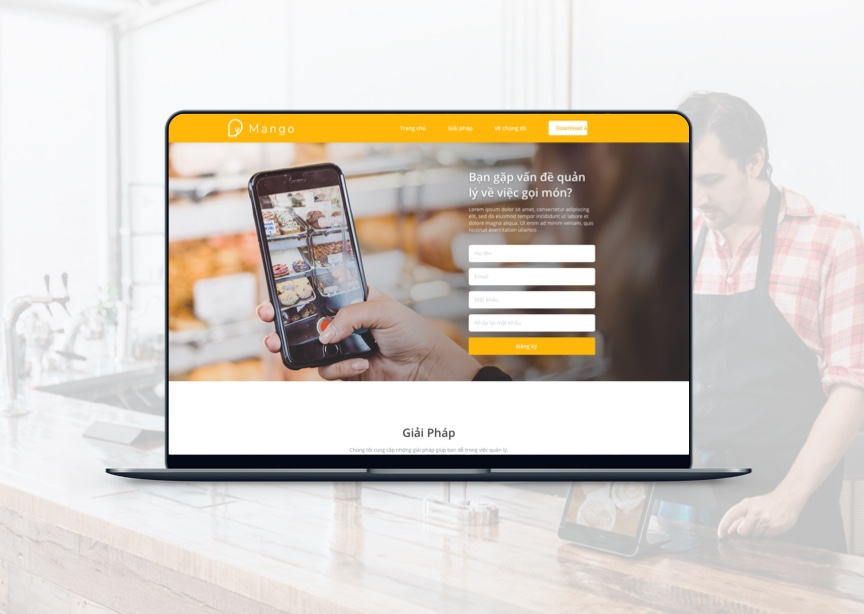 Mango
Trang chủ
Giải pháp
Về chúng tôi
Download A
Bạn gặp vấn đề quản
lý về việc gọi món?
Lorem ipsum dolor se amet, consectetur adipiscing
elit, sed do eiusmod tempor incididunt ut labore et
dolore magna aliqua. Ut enim ad minim veniam, quis
nostrud exercitation ullamco
Họ tên
Email
Mật khẩu
Nhập lại mật khẩu
Đăng ký
Giải Pháp
Chúng tôi cung cấp những giải pháp giúp bạn dễ trong việc quản lý.